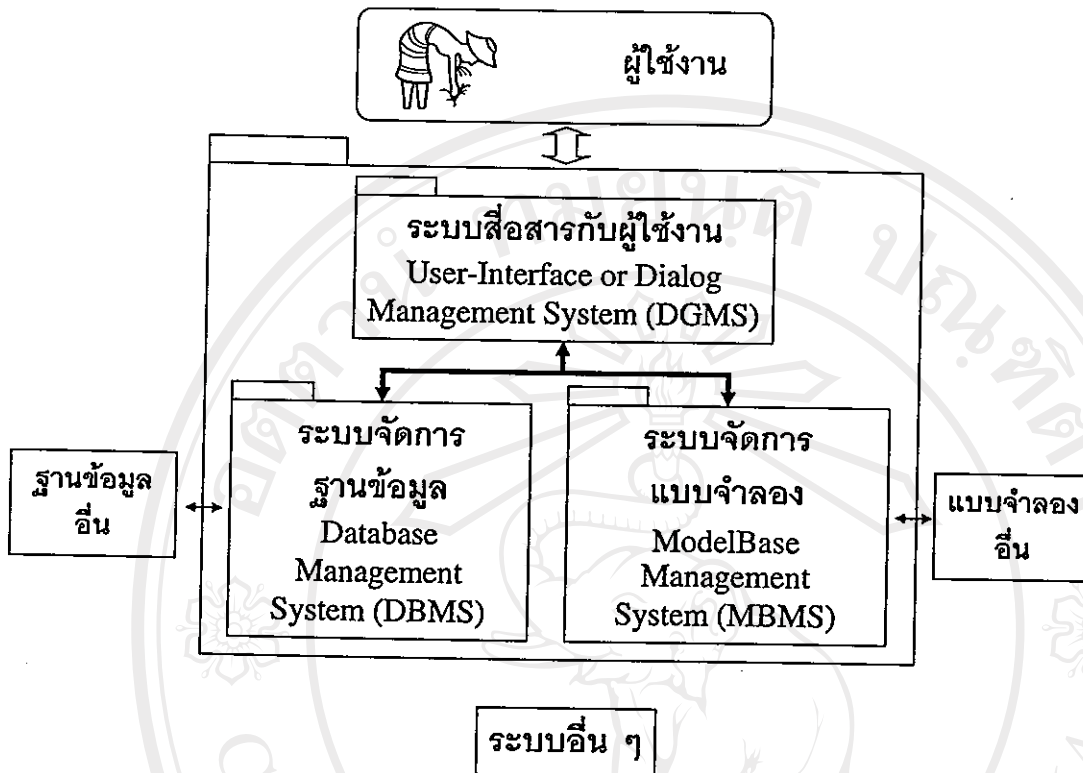 ผู้ใช้งาน
ระบบสื่อสารกับผู้ใช้งาน
User-Interface or Dialog
Management System (DGMS)
ระบบจัดการ
ฐานข้อมูล
Database
Management
System (DBMS)
ระบบจัดการ
แบบจำลอง
ModelBase
Management
System (MBMS)
ฐานข้อมูล
อื่น
แบบจำลอง
อื่น
ระบบอื่น ๆ